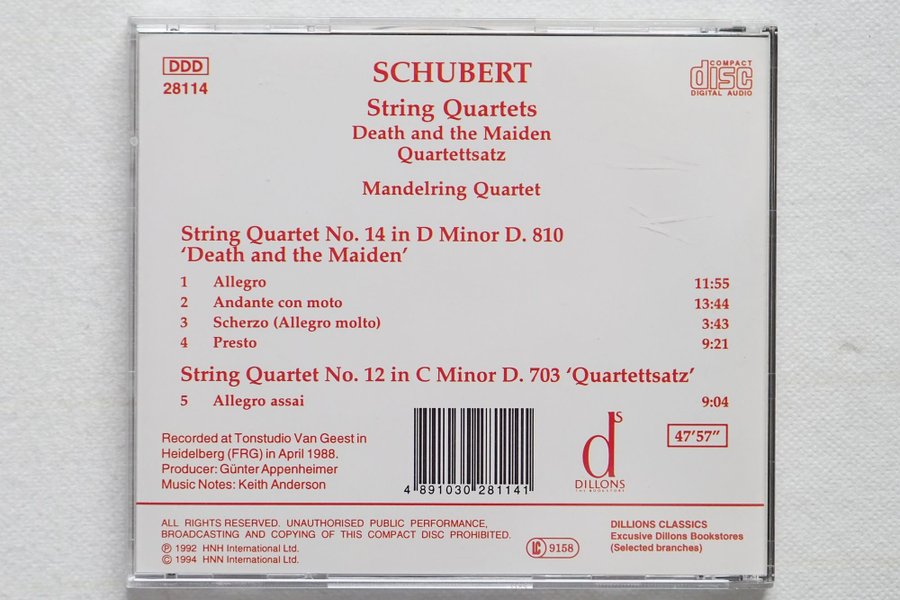 DDD
28114
SCHUBERT
COMPACT
disc
DIGITAL AUDIO
String Quartets
Death and the Maiden
Quartettsatz
Mandelring Quartet
String Quartet No. 14 in D Minor D. 810
‘Death and the Maiden’
1 Allegro 11:55
2 Andante con moto 13:44
3 Scherzo (Allegro molto) 3:43
4 Presto 9:21
String Quartet No. 12 in C Minor D. 703 ‘Quartettsatz’
5 Allegro assai 9:04
Recorded at Tonstudio Van Geest in
Heidelberg (FRG) in April 1988.
Producer: Günter Appenheimer
Music Notes: Keith Anderson
4 891030 281141
ds
DILLONS
THE BOOKSTORE
47’57”
ALL RIGHTS RESERVED. UNAUTHORISED PUBLIC PERFORMANCE,
BROADCASTING AND COPYING OF THIS COMPACT DISC PROHIBITED.
℗ 1992 HNH International Ltd.
© 1994 HNN International Ltd.
LC 9158
DILLIONS CLASSICS
Excusive Dillons Bookstores
(Selected branches)